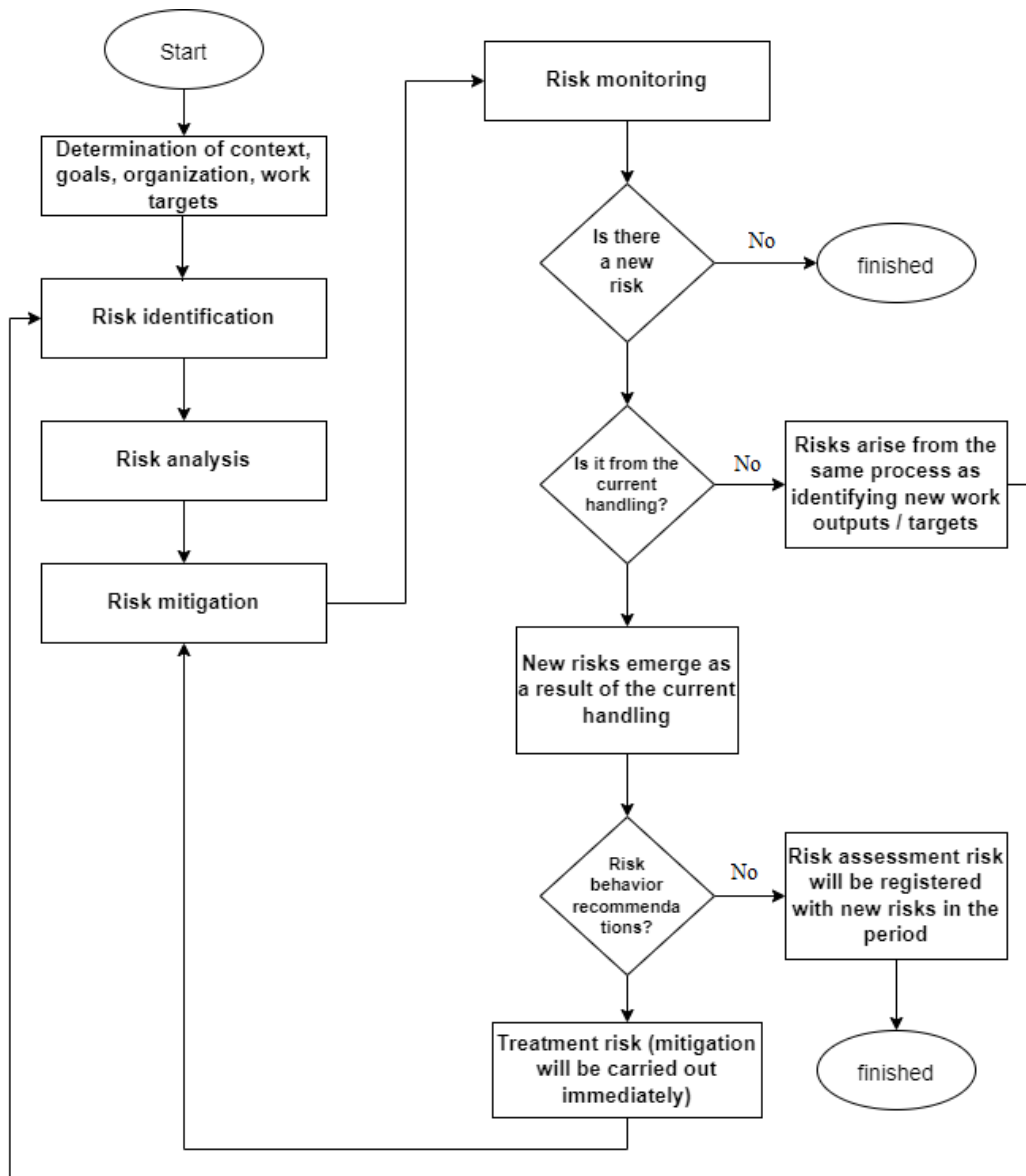 Start
Determination of context,
goals, organization, work
targets
Risk identification
Risk analysis
Risk mitigation
Risk monitoring
Is there
a new
risk
No
finished
Is it from the
current
handling?
No
Risks arise from the
same process as
identifying new work
outputs / targets
New risks emerge as
a result of the current
handling
Risk
behavior
recommenda
tions?
No
Risk assessment risk
will be registered
with new risks in the
period
Treatment risk (mitigation
will be carried out
immediately)
finished